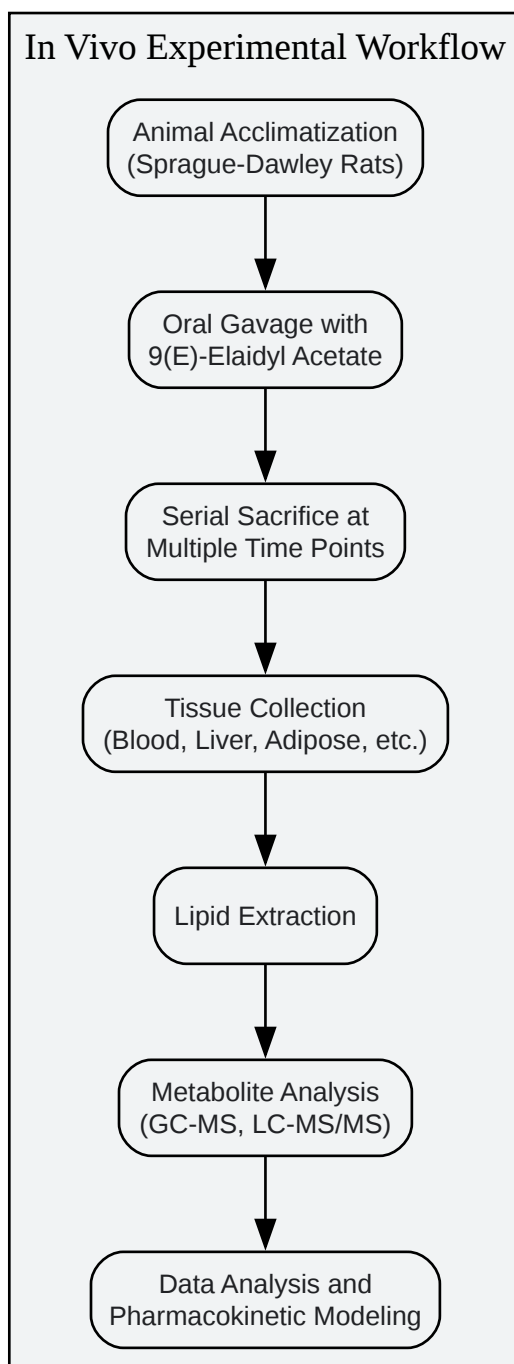 In Vivo Experimental Workflow
Animal Acclimatization
(Sprague-Dawley Rats)
Oral Gavage with
9(E)-Elaidyl Acetate
Serial Sacrifice at
Multiple Time Points
Tissue Collection
(Blood, Liver, Adipose, etc.)
Lipid Extraction
Metabolite Analysis
(GC-MS, LC-MS/MS)
Data Analysis and
Pharmacokinetic Modeling